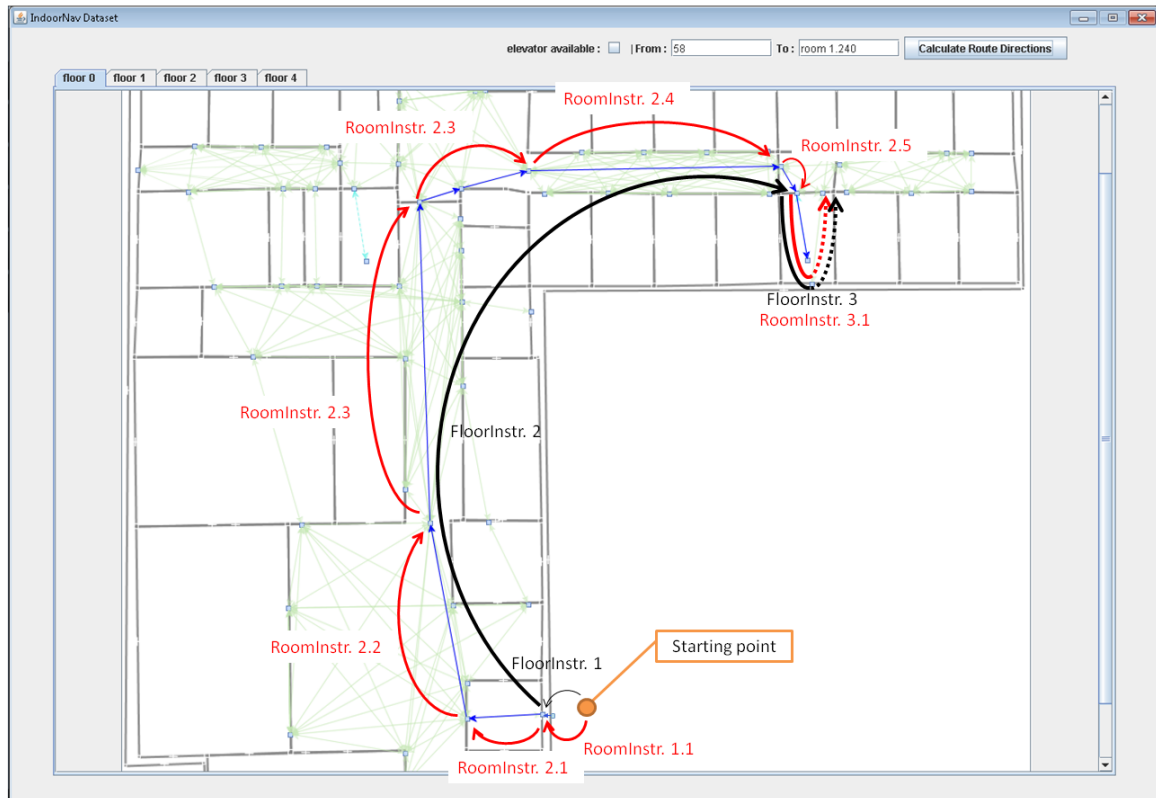 IndoorNav Dataset
elevator available : | From : 58 To : room 1.240 Calculate Route Directions
floor 0 floor 1 floor 2 floor 3 floor 4
RoomInstr. 2.4
RoomInstr. 2.3
RoomInstr. 2.5
FloorInstr. 3
RoomInstr. 3.1
RoomInstr. 2.3
FloorInstr. 2
RoomInstr. 2.2
FloorInstr. 1
Starting point
RoomInstr. 1.1
RoomInstr. 2.1